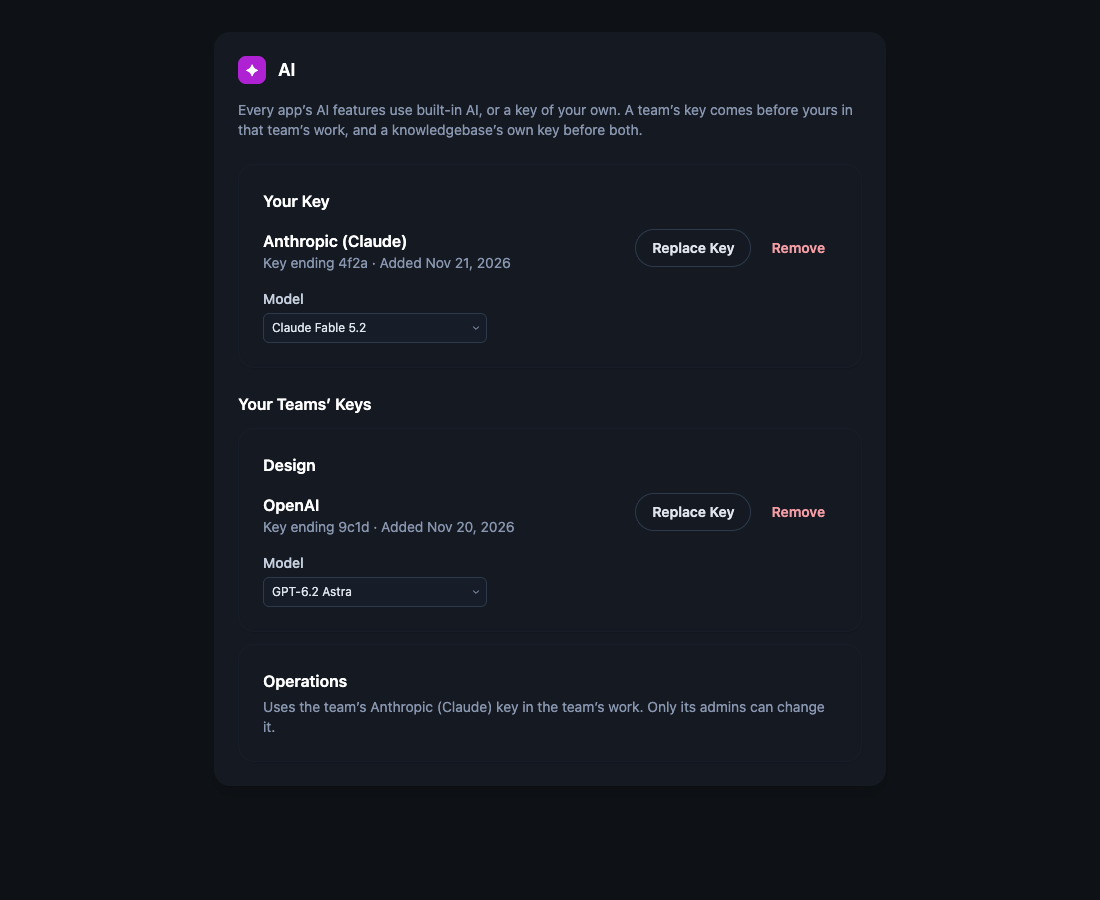 AI
Every app’s AI features use built-in AI, or a key of your own. A team’s key comes before yours in
that team’s work, and a knowledgebase’s own key before both.
Your Key
Anthropic (Claude)
Key ending 4f2a · Added Nov 21, 2026
Replace Key
Remove
Model
Claude Fable 5.2
Your Teams’ Keys
Design
OpenAI
Key ending 9c1d · Added Nov 20, 2026
Replace Key
Remove
Model
GPT-6.2 Astra
Operations
Uses the team’s Anthropic (Claude) key in the team’s work. Only its admins can change
it.